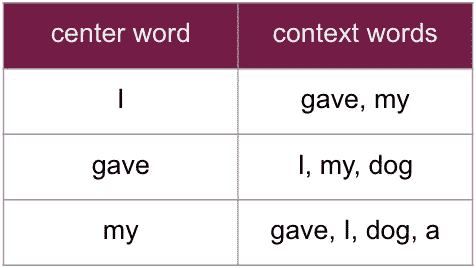 center word context words
I gave, my
gave I, my, dog
my gave, I, dog, a